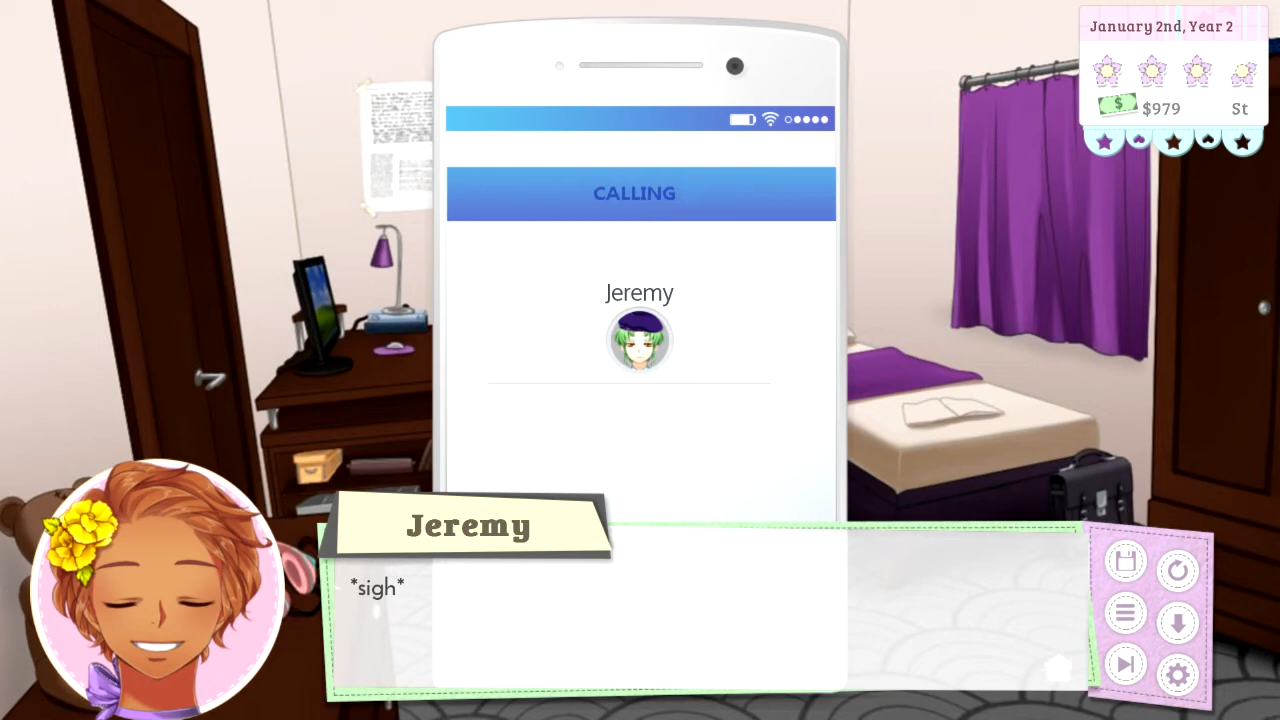 January 2nd, Year 2
$ $979 St
CALLING
Jeremy
Jeremy
*sigh*